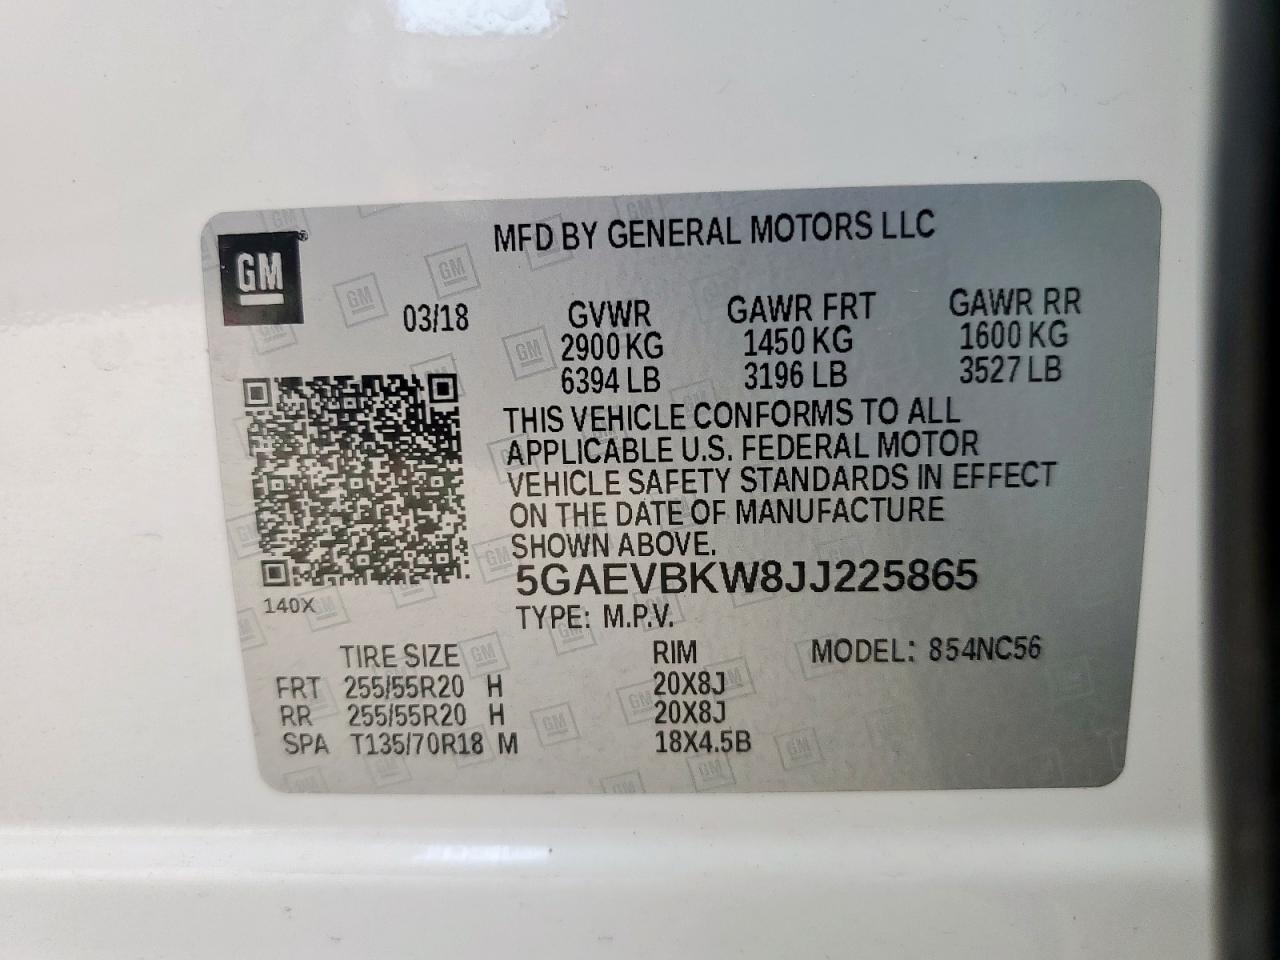 GM®
MFD BY GENERAL MOTORS LLC
03/18
GVWR GAWR FRT GAWR RR
2900 KG 1450 KG 1600 KG
6394 LB 3196 LB 3527 LB
THIS VEHICLE CONFORMS TO ALL
APPLICABLE U.S. FEDERAL MOTOR
VEHICLE SAFETY STANDARDS IN EFFECT
ON THE DATE OF MANUFACTURE
SHOWN ABOVE.
140X
5GAEVBKW8JJ225865
TYPE: M.P.V.
TIRE SIZE RIM MODEL: 854NC56
FRT 255/55R20 H 20X8J
RR 255/55R20 H 20X8J
SPA T135/70R18 M 18X4.5B